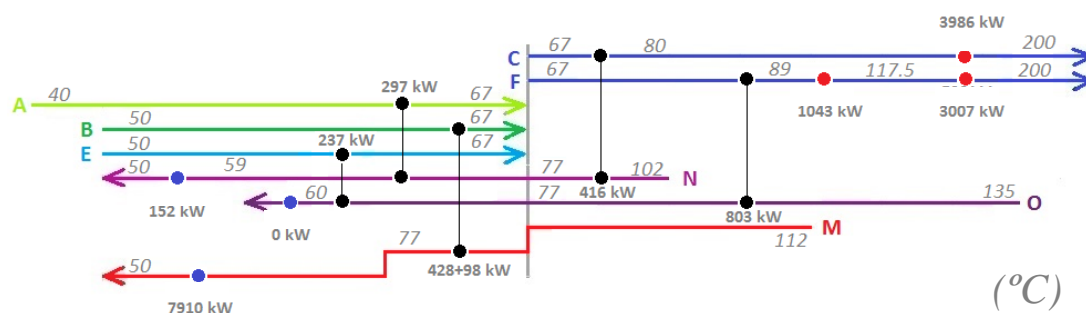 3986 kW
C 67 80 200
F 67 89 117.5 200
297 kW 1043 kW 3007 kW
A 40 67
B 50 67
237 kW
E 50 67
50 59 77 102 N
152 kW 416 kW
60 77 135 O
0 kW 803 kW
77 112 M
428+98 kW
50
7910 kW
(ºC)